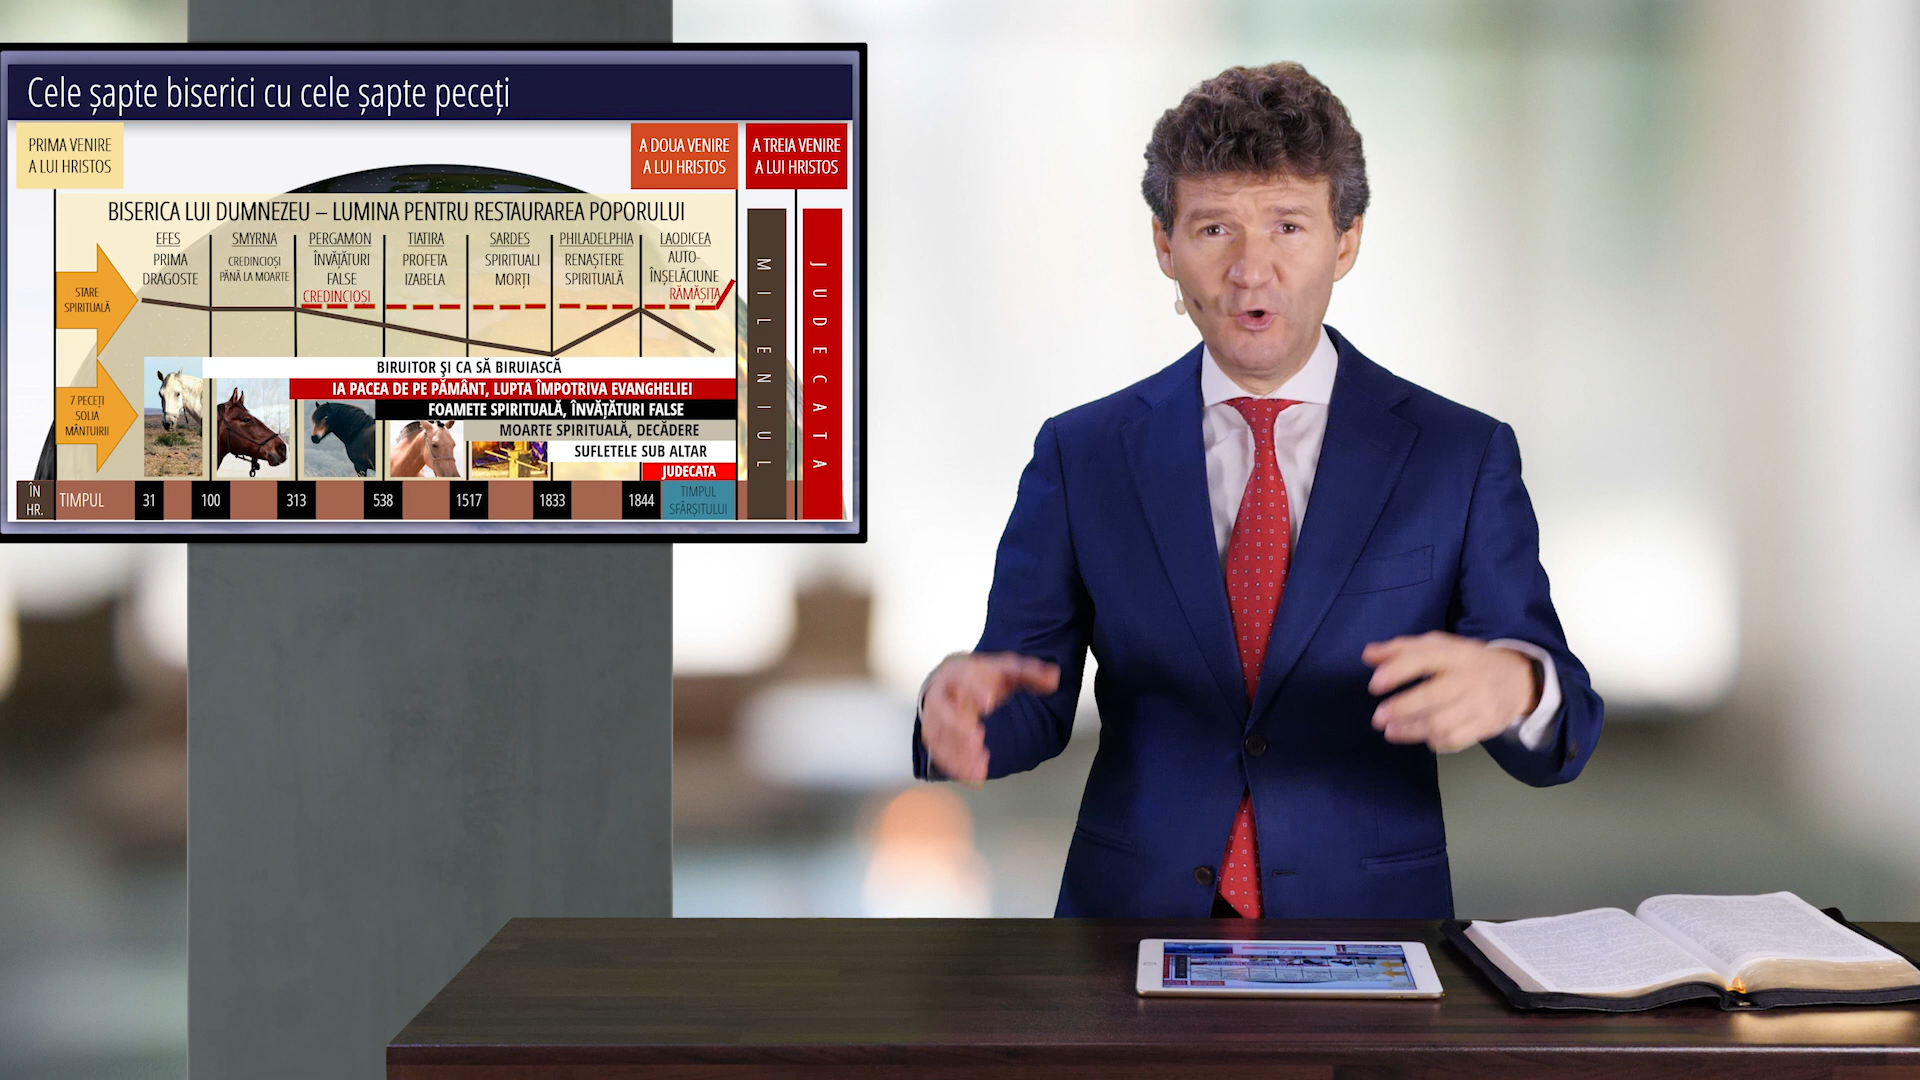 Cele șapte biserici cu cele șapte peceți
PRIMA VENIRE
A LUI HRISTOS
A DOUA VENIRE
A LUI HRISTOS
A TREIA VENIRE
A LUI HRISTOS
BISERICA LUI DUMNEZEU – LUMINA PENTRU RESTAURAREA POPORULUI
EFES
PRIMA
DRAGOSTE
SMYRNA
CREDINCIOȘI
PÂNĂ LA MOARTE
PERGAMON
ÎNVĂȚĂTURI
FALSE
CREDINCIOȘI
TIATIRA
PROFETA
IZABELA
SARDES
SPIRITUALI
MORȚI
PHILADELPHIA
RENAȘTERE
SPIRITUALĂ
LAODICEA
AUTO-
ÎNȘELĂCIUNE
RĂMĂȘIȚA
STARE
SPIRITUALĂ
7 PECEȚI
SOLIA
MÂNTUIRII
BIRUITOR ŞI CA SĂ BIRUIASCĂ
IA PACEA DE PE PĂMÂNT, LUPTA ÎMPOTRIVA EVANGHELIEI
FOAMETE SPIRITUALĂ, ÎNVĂȚĂTURI FALSE
MOARTE SPIRITUALĂ, DECĂDERE
SUFLETELE SUB ALTAR
JUDECATA
MILENIUL
JUDECATA
ÎN
HR.
TIMPUL
31
100
313
538
1517
1833
1844
TIMPUL
SFÂRȘITULUI